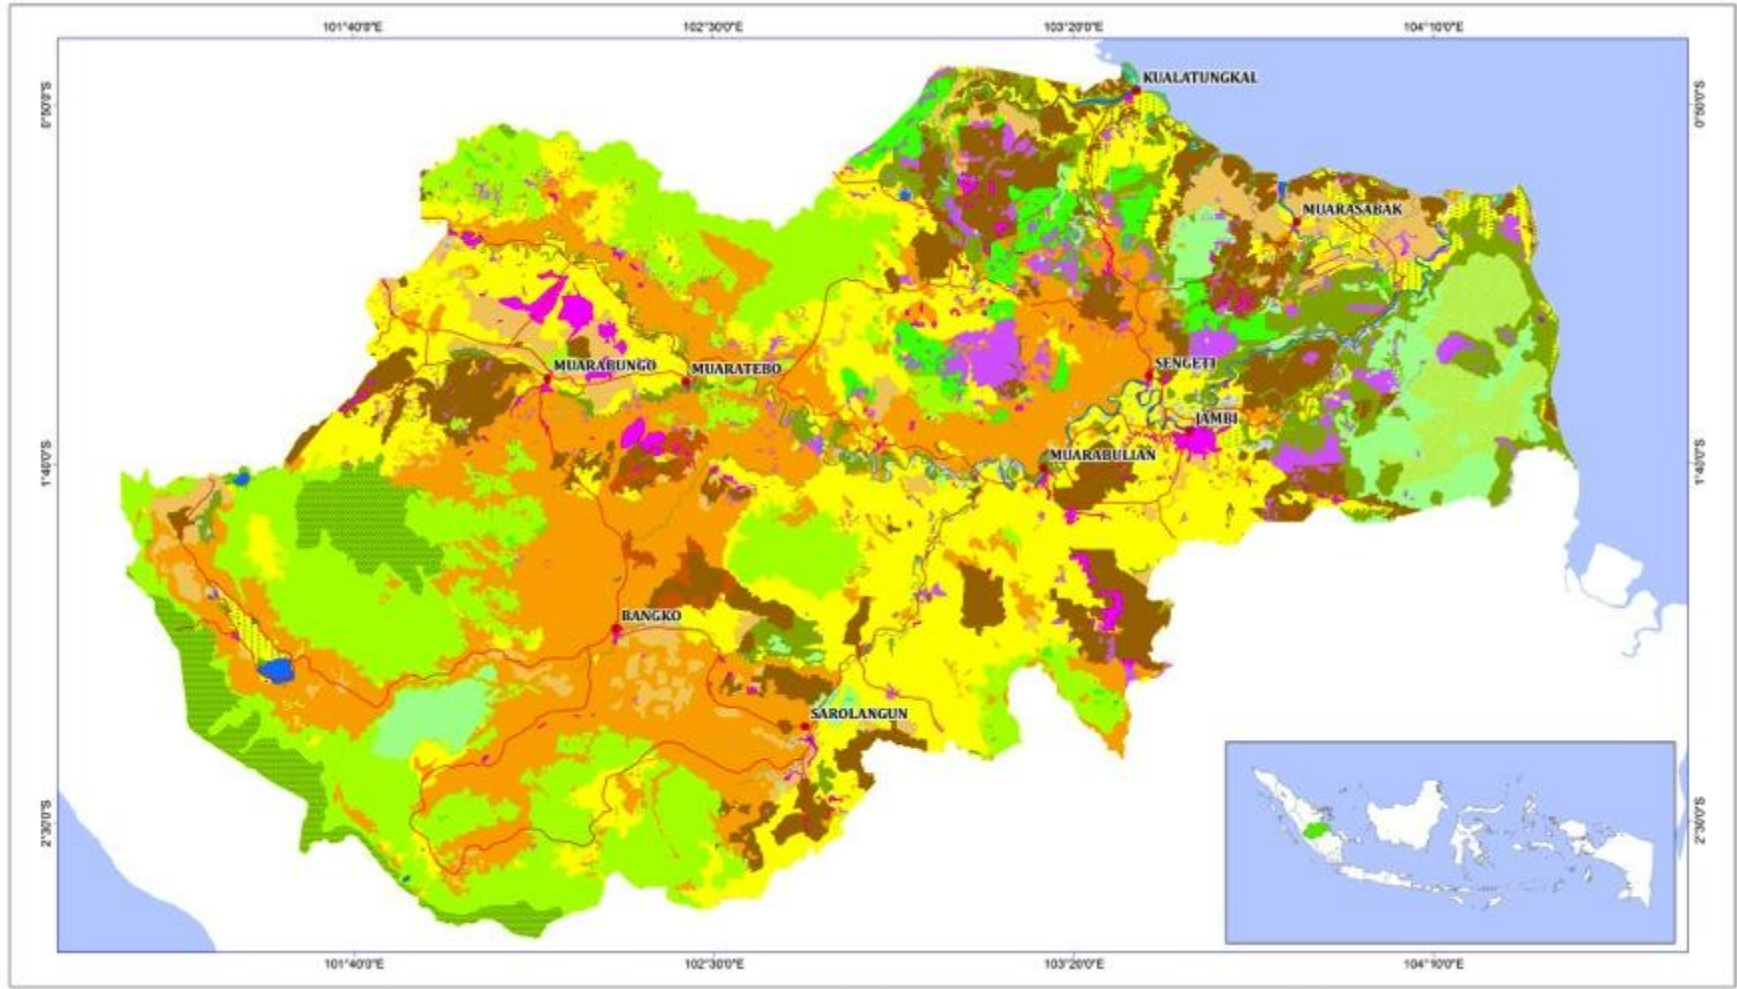 101°40'0"E 102°30'0"E 103°20'0"E 104°10'0"E
0°50'0"S 0°50'0"S
KUALATUNGKAL
MUARASABAK
MUARABUNGO MUARATEBO SENGETI
JAMBI
1°40'0"S MUARABULIAN 1°40'0"S
BANGKO
SAROLANGUN
2°30'0"S 2°30'0"S
101°40'0"E 102°30'0"E 103°20'0"E 104°10'0"E